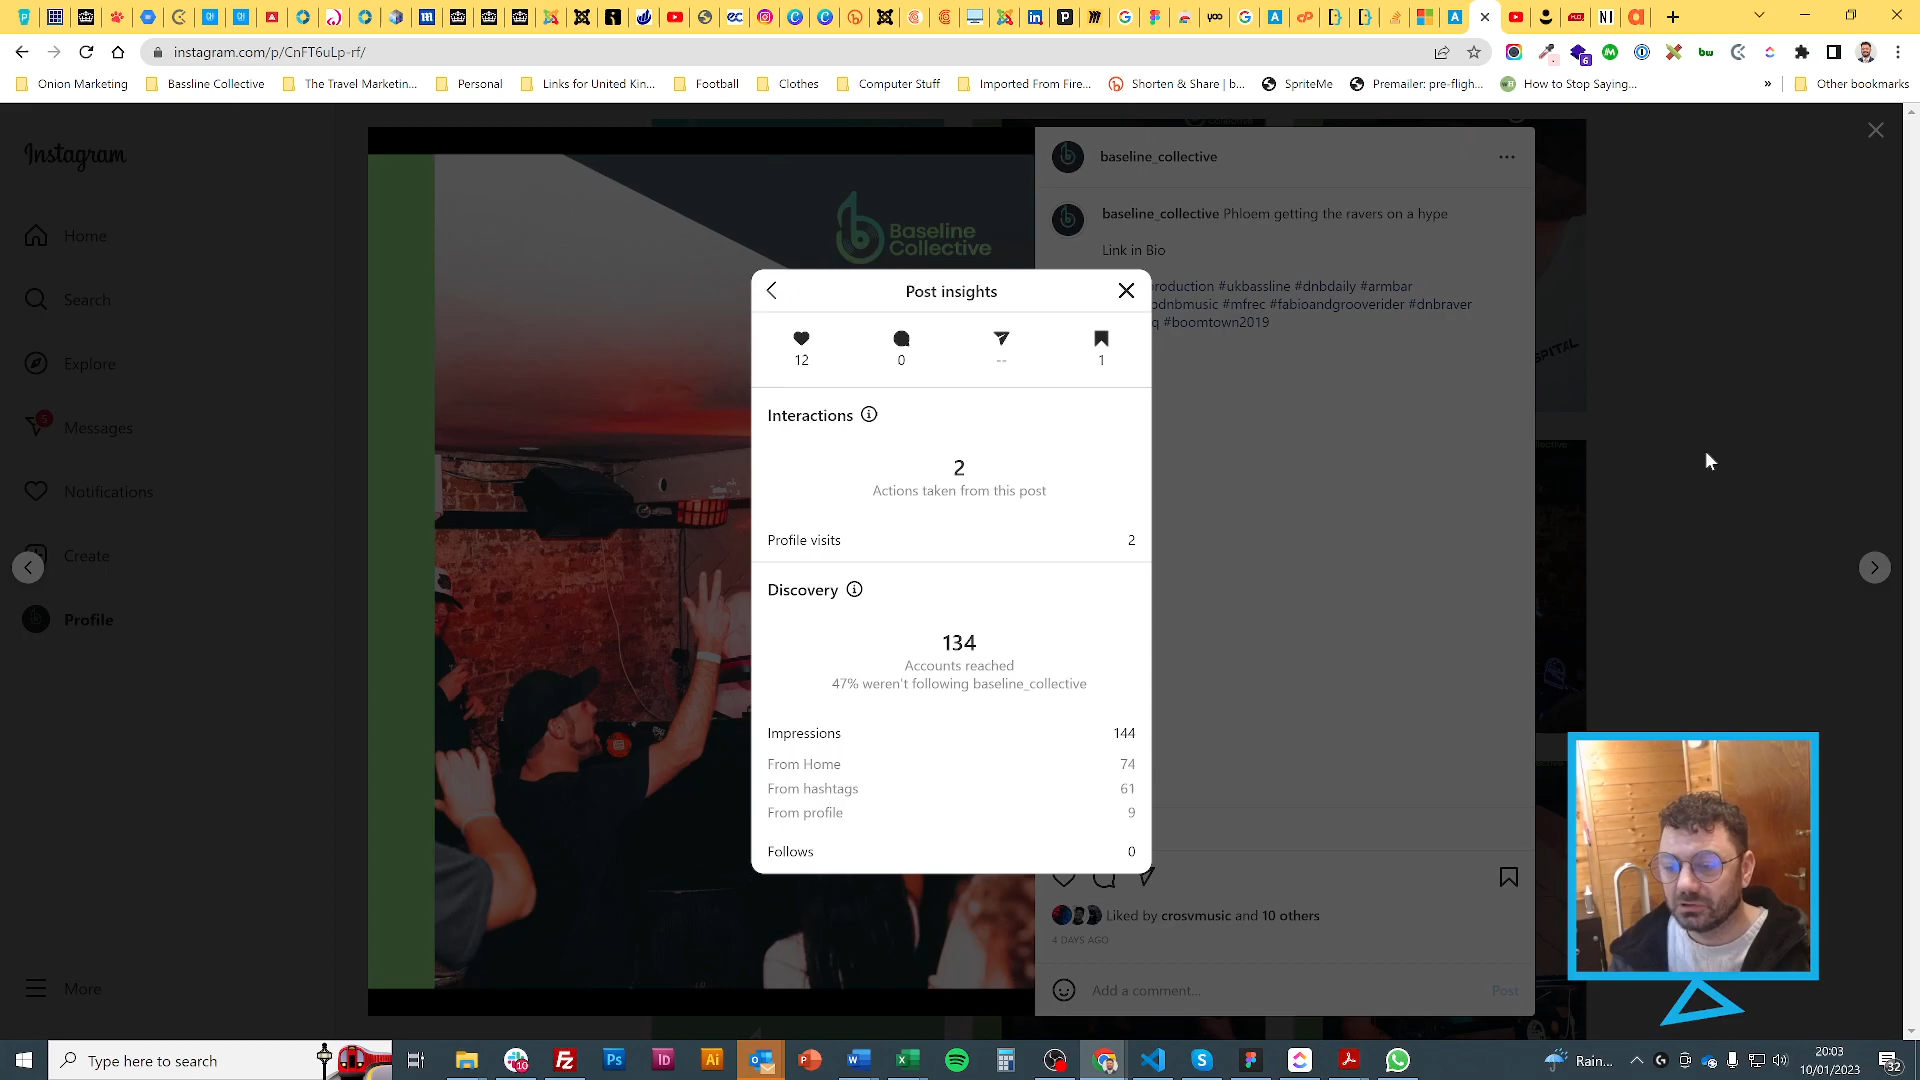 instagram.com/p/CnFT6uLp-rf/
Onion Marketing
Bassline Collective
The Travel Marketin...
Personal
Links for United Kin...
Football
Clothes
Computer Stuff
Imported From Fire...
Shorten & Share | b...
SpriteMe
Premailer: pre-fligh...
How to Stop Saying...
»
Other bookmarks
Instagram
Home
Search
Explore
5
Messages
Notifications
Create
Profile
More
Baseline
Collective
baseline_collective
baseline_collective Phloem getting the ravers on a hype
Link in Bio
roduction #ukbassline #dnbdaily #armbar
odnbmusic #mfrec #fabioandgrooverider #dnbraver
q #boomtown2019
Post insights
12
0
--
1
Interactions
2
Actions taken from this post
Profile visits
2
Discovery
134
Accounts reached
47% weren't following baseline_collective
Impressions
144
From Home
74
From hashtags
61
From profile
9
Follows
0
Liked by crosvmusic and 10 others
4 DAYS AGO
Add a comment...
Post
Type here to search
Rain...
20:03
10/01/2023
32